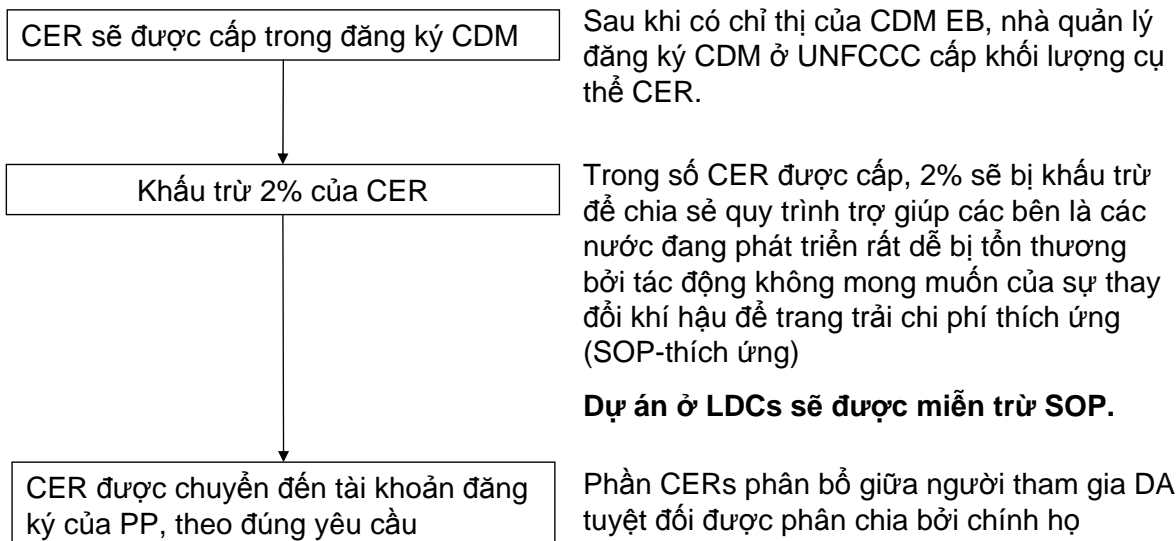 CER sẽ được cấp trong đăng ký CDM
Sau khi có chỉ thị của CDM EB, nhà quản lý
đăng ký CDM ở UNFCCC cấp khối lượng cụ
thể CER.
Khấu trừ 2% của CER
Trong số CER được cấp, 2% sẽ bị khấu trừ
để chia sẻ quy trình trợ giúp các bên là các
nước đang phát triển rất dễ bị tổn thương
bởi tác động không mong muốn của sự thay
đổi khí hậu để trang trải chi phí thích ứng
(SOP-thích ứng)
Dự án ở LDCs sẽ được miễn trừ SOP.
CER được chuyển đến tài khoản đăng
ký của PP, theo đúng yêu cầu
Phần CERs phân bổ giữa người tham gia DA
tuyệt đối được phân chia bởi chính họ